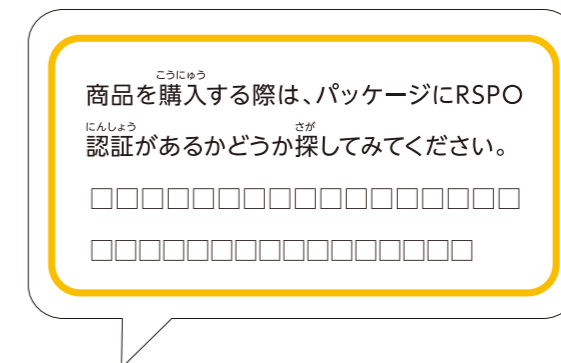 商品を購入する際は、パッケージにRSPO
認証があるかどうか探してみてください。
□□□□□□□□□□□□□□□□□
□□□□□□□□□□□□□□□□